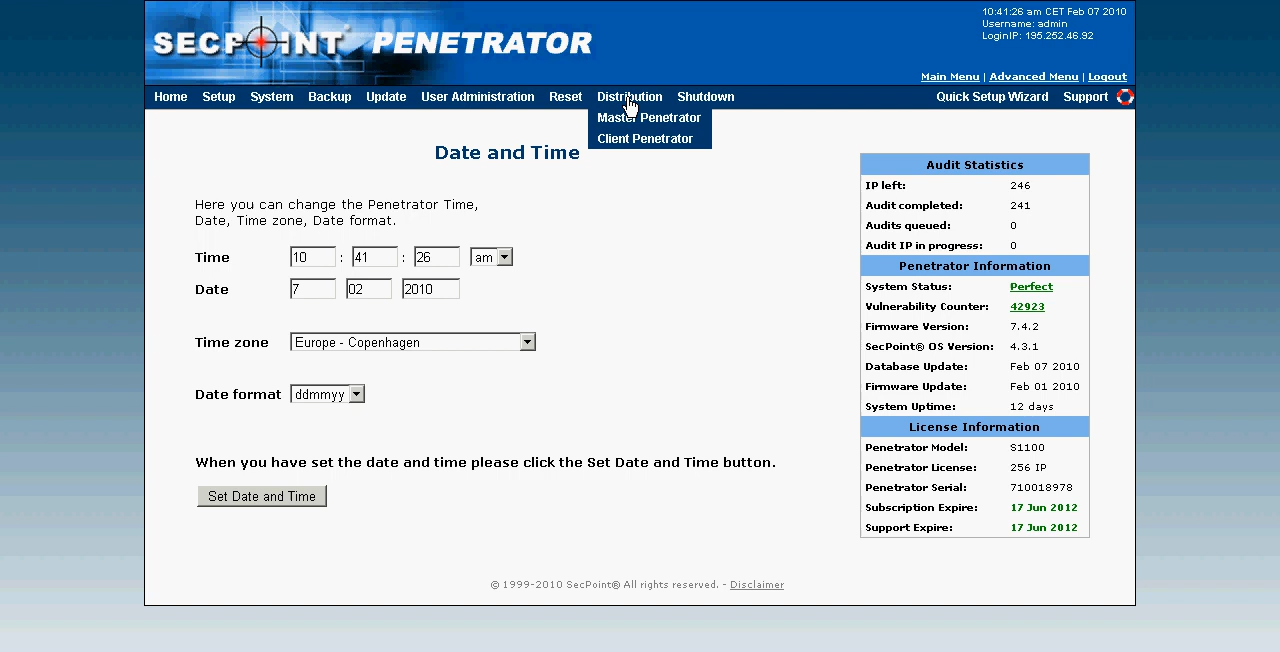 10:41:26 am CET Feb 07 2010
Username: admin
LoginIP: 195.252.46.92
SECPOINT PENETRATOR
Main Menu | Advanced Menu | Logout
Home Setup System Backup Update User Administration Reset Distribution Shutdown Quick Setup Wizard Support
Master Penetrator
Client Penetrator
Date and Time
Here you can change the Penetrator Time,
Date, Time zone, Date format.
Time 10 : 41 : 26 am
Date 7 02 2010
Time zone Europe - Copenhagen
Date format ddmmyy
When you have set the date and time please click the Set Date and Time button.
Set Date and Time
Audit Statistics
IP left: 246
Audit completed: 241
Audits queued: 0
Audit IP in progress: 0
Penetrator Information
System Status: Perfect
Vulnerability Counter: 42923
Firmware Version: 7.4.2
SecPoint® OS Version: 4.3.1
Database Update: Feb 07 2010
Firmware Update: Feb 01 2010
System Uptime: 12 days
License Information
Penetrator Model: S1100
Penetrator License: 256 IP
Penetrator Serial: 710018978
Subscription Expire: 17 Jun 2012
Support Expire: 17 Jun 2012
© 1999-2010 SecPoint® All rights reserved. - Disclaimer